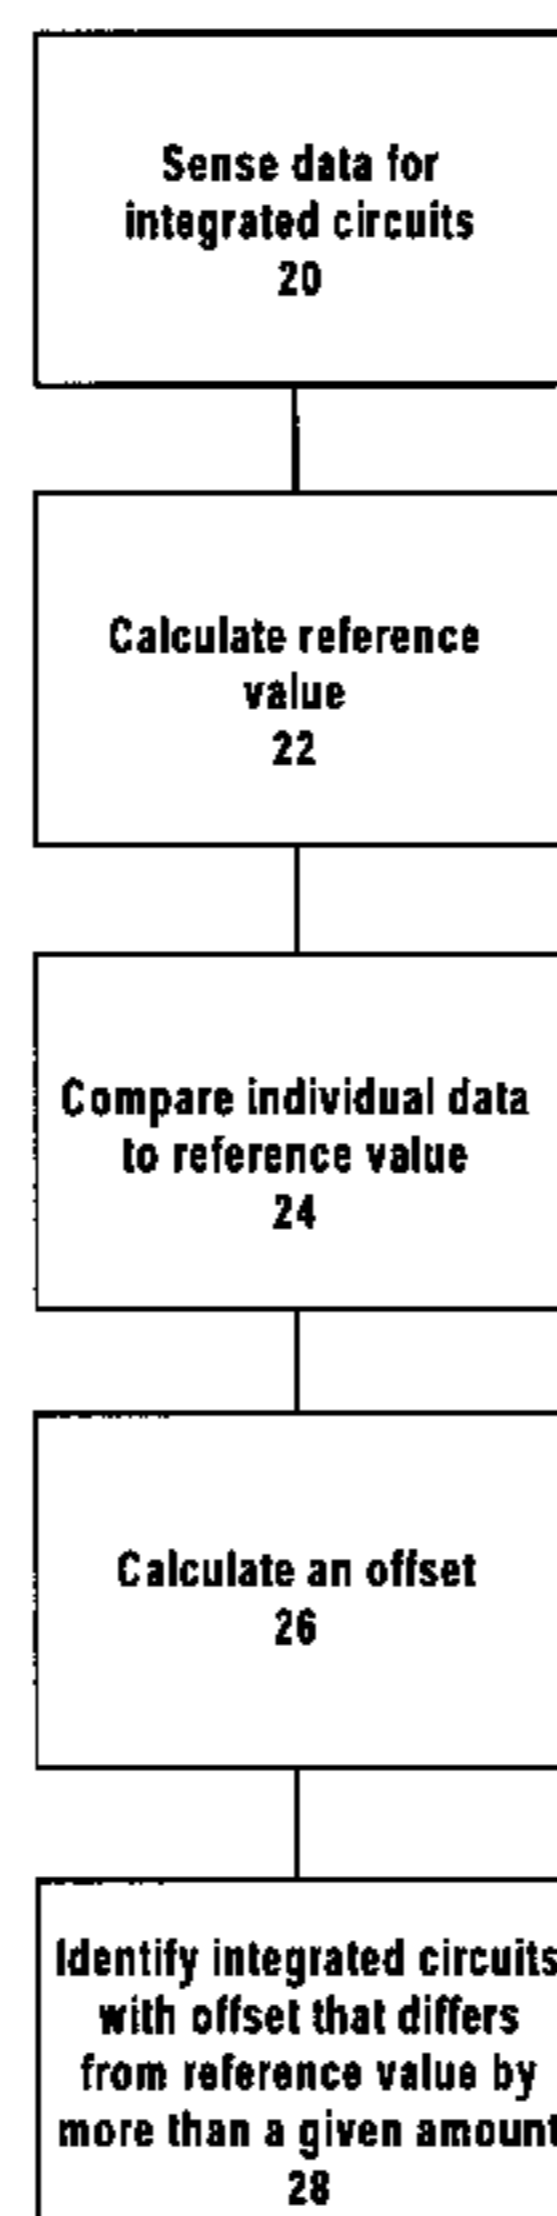 Sense data for
integrated circuits
20
Calculate reference
value
22
Compare individual data
to reference value
24
Calculate an offset
26
Identify integrated circuits
with offset that differs
from reference value by
more than a given amount
28